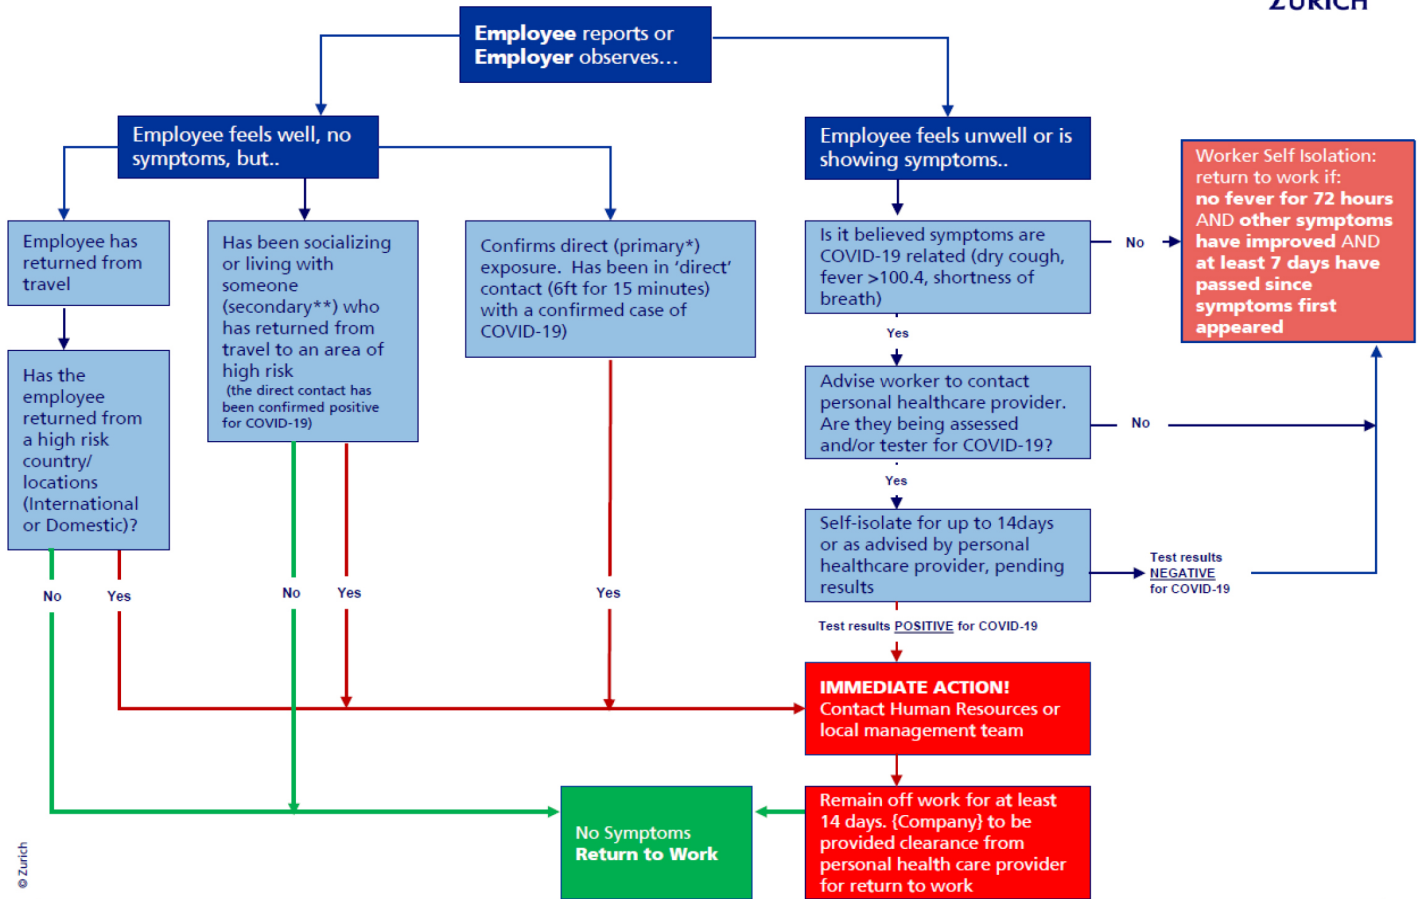 ZURICH
Employee reports or
Employer observes...
Employee feels well, no
symptoms, but..
Employee feels unwell or is
showing symptoms..
Worker Self Isolation:
return to work if:
no fever for 72 hours
AND other symptoms
have improved AND
at least 7 days have
passed since
symptoms first
appeared
Employee has
returned from
travel
Has been socializing
or living with
someone
(secondary**) who
has returned from
travel to an area of
high risk
(the direct contact has
been confirmed positive
for COVID-19)
Confirms direct (primary*)
exposure. Has been in ‘direct’
contact (6ft for 15 minutes)
with a confirmed case of
COVID-19)
Is it believed symptoms are
COVID-19 related (dry cough,
fever >100.4, shortness of
breath)
No
Yes
Has the
employee
returned from
a high risk
country/
locations
(International
or Domestic)?
Advise worker to contact
personal healthcare provider.
Are they being assessed
and/or tester for COVID-19?
No
Yes
Self-isolate for up to 14days
or as advised by personal
healthcare provider, pending
results
Test results
NEGATIVE
for COVID-19
No
Yes
No
Yes
Yes
Test results POSITIVE for COVID-19
IMMEDIATE ACTION!
Contact Human Resources or
local management team
No Symptoms
Return to Work
Remain off work for at least
14 days. {Company} to be
provided clearance from
personal health care provider
for return to work
© Zurich